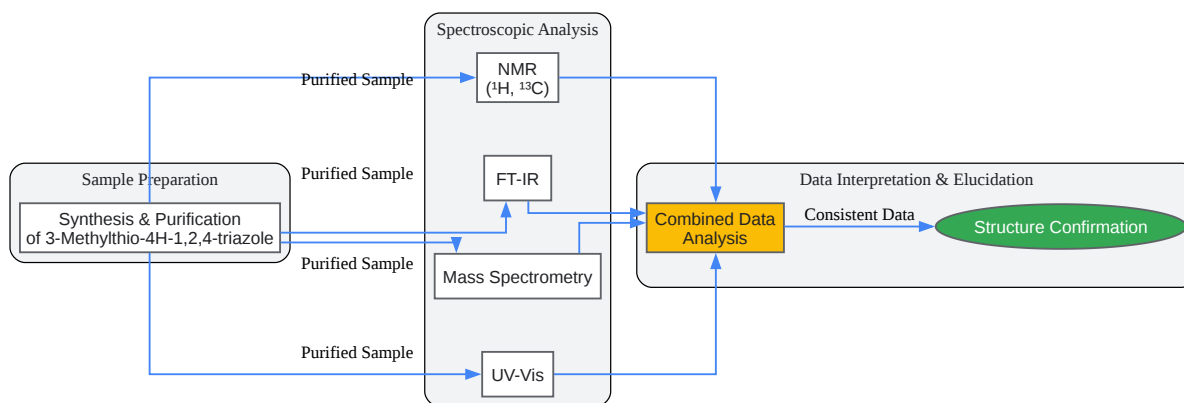 Spectroscopic Analysis
Purified Sample
NMR
(¹H, ¹³C)
Purified Sample
FT-IR
Sample Preparation
Synthesis & Purification
of 3-Methylthio-4H-1,2,4-triazole
Purified Sample
Mass Spectrometry
Purified Sample
UV-Vis
Data Interpretation & Elucidation
Combined Data
Analysis
Consistent Data
Structure Confirmation